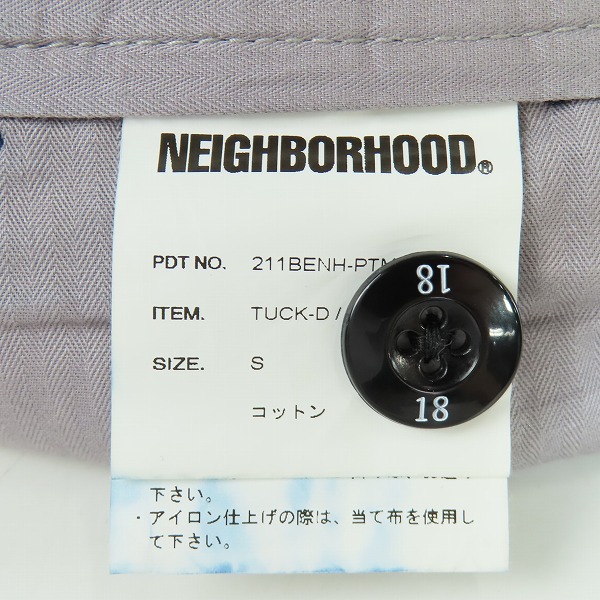 NEIGHBORHOOD®
PDT NO. 211BENH-PTM
ITEM. TUCK-D /
SIZE. S
コットン
18
18
下さい。
・アイロン仕上げの際は、当て布を使用し
て下さい。